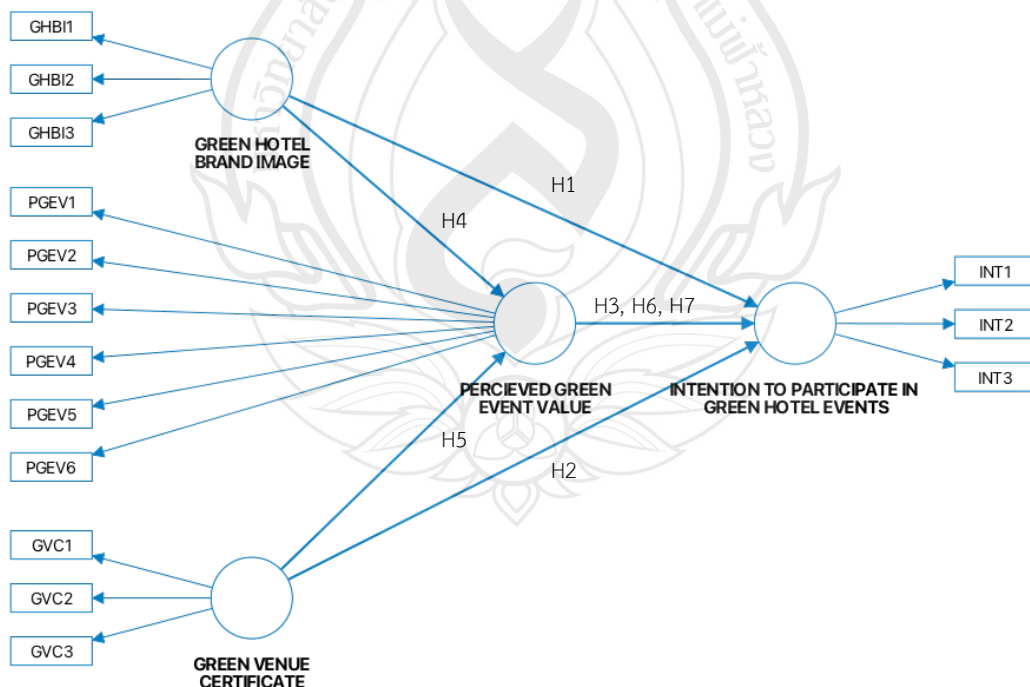 GHBI1
GHBI2
GHBI3
GREEN HOTEL
BRAND IMAGE
H1
PGEV1
H4
PGEV2
PGEV3
PGEV4
PGEV5
PGEV6
H3, H6, H7
INT1
INT2
INT3
PERCIEVED GREEN
EVENT VALUE
INTENTION TO PARTICIPATE IN
GREEN HOTEL EVENTS
H5
H2
GVC1
GVC2
GVC3
GREEN VENUE
CERTIFICATE